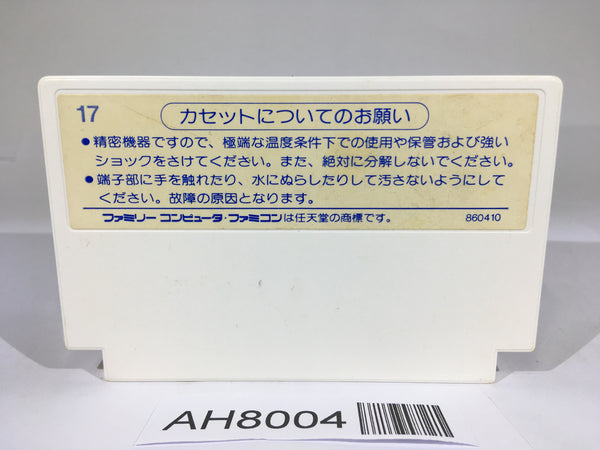 17
カセットについてのお願い
●精密機器ですので、極端な温度条件下での使用や保管および強い
ショックをさけてください。また、絶対に分解しないでください。
●端子部に手を触れたり、水にぬらしたりして汚さないようにして
ください。故障の原因となります。
ファミリーコンピュータ・ファミコンは任天堂の商標です。
860410
AH8004